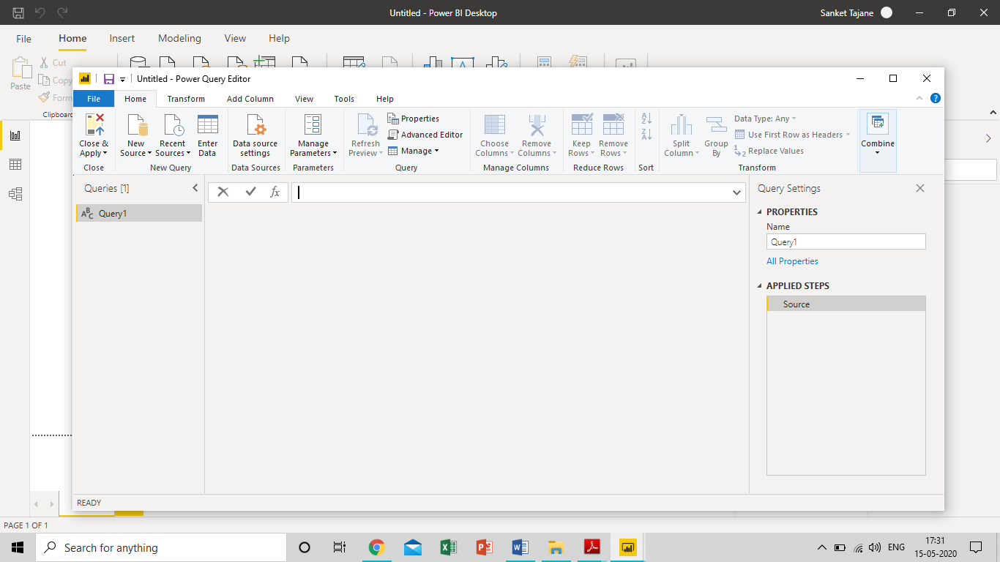 Untitled - Power BI Desktop
Sanket Tajane
File Home Insert Modeling View Help
Cut
Copy
Paste
Form
Clipboard
Untitled - Power Query Editor
File Home Transform Add Column View Tools Help
Close & Apply
New Source
Recent Sources
Enter Data
Data source settings
Manage Parameters
Refresh Preview
Properties
Advanced Editor
Manage
Choose Columns
Remove Columns
Keep Rows
Remove Rows
Split Column
Group By
Data Type: Any
Use First Row as Headers
Replace Values
Combine
Close New Query Data Sources Parameters Query Manage Columns Reduce Rows Sort Transform
Queries [1]
fx
Query Settings
ABC Query1
PROPERTIES
Name
Query1
All Properties
APPLIED STEPS
Source
READY
PAGE 1 OF 1
Search for anything
ENG
17:31
15-05-2020